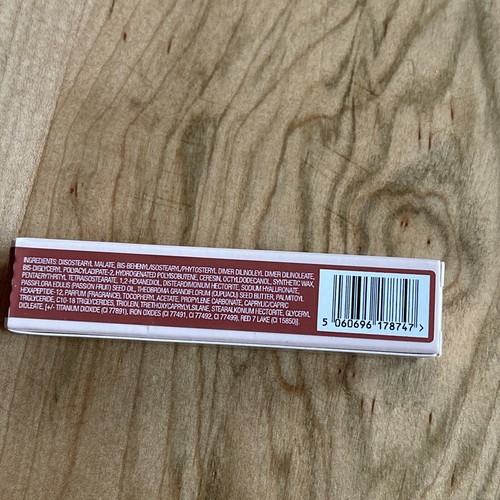 INGREDIENTS: DIISOSTEARYL MALATE, BIS-BEHENYL/ISOSTEARYL/PHYTOSTERYL DIMER DILINOLEYL DIMER DILINOLEATE,
BIS-DIGLYCERYL POLYACYLADIPATE-2, HYDROGENATED POLYISOBUTENE, CERESIN, OCTYLDODECANOL, SYNTHETIC WAX,
PENTAERYTHRITYL TETRAISOSTEARATE, 1,2-HEXANEDIOL, DISTEARDIMONIUM HECTORITE, SODIUM HYALURONATE,
PASSIFLORA EDULIS (PASSION FRUIT) SEED OIL, THEOBROMA GRANDIFLORUM (CUPUACU) SEED BUTTER, PALMITOYL
HEXAPEPTIDE-12, PARFUM (FRAGRANCE), TOCOPHERYL ACETATE, PROPYLENE CARBONATE, CAPRYLIC/CAPRIC
TRIGLYCERIDE, C10-18 TRIGLYCERIDES, TRIOLEIN, TRIETHOXYCAPRYLYLSILANE, STEARALKONIUM HECTORITE, GLYCERYL
DIOLEATE, [+/- TITANIUM DIOXIDE (CI 77891), IRON OXIDES (CI 77491, CI 77492, CI 77499), RED 7 LAKE (CI 15850)].
5 060696 178747 >